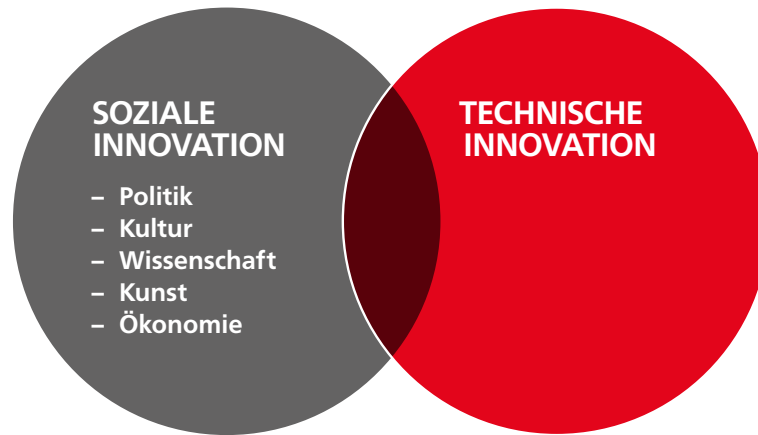 SOZIALE
INNOVATION
– Politik
– Kultur
– Wissenschaft
– Kunst
– Ökonomie
TECHNISCHE
INNOVATION